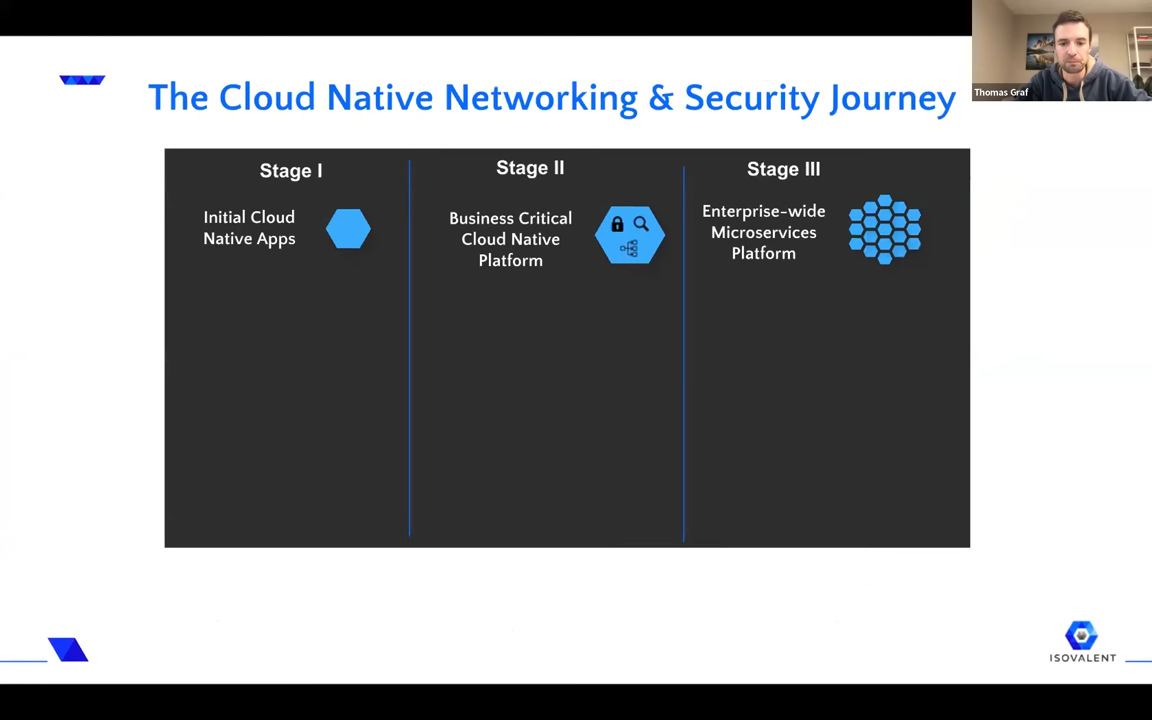 The Cloud Native Networking & Security Journey
Thomas Graf
Stage I
Initial Cloud
Native Apps
Stage II
Business Critical
Cloud Native
Platform
Stage III
Enterprise-wide
Microservices
Platform
ISOVALENT